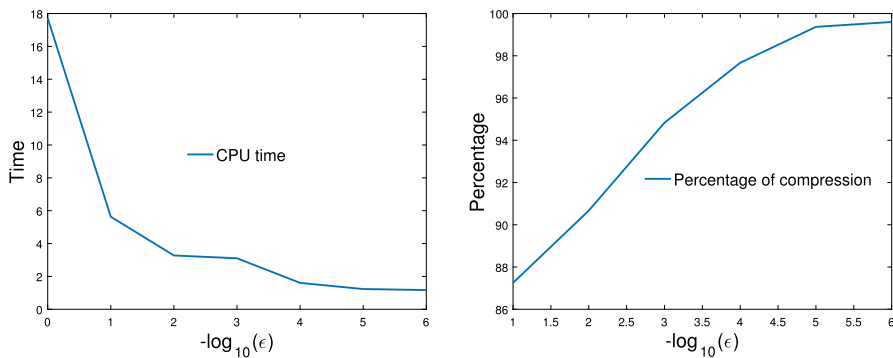 18
16
14
12
10
8
6
4
2
0
Time
CPU time
0 1 2 3 4 5 6
-log10(ϵ)
100
98
96
94
92
90
88
86
Percentage
Percentage of compression
1 1.5 2 2.5 3 3.5 4 4.5 5 5.5 6
-log10(ϵ)